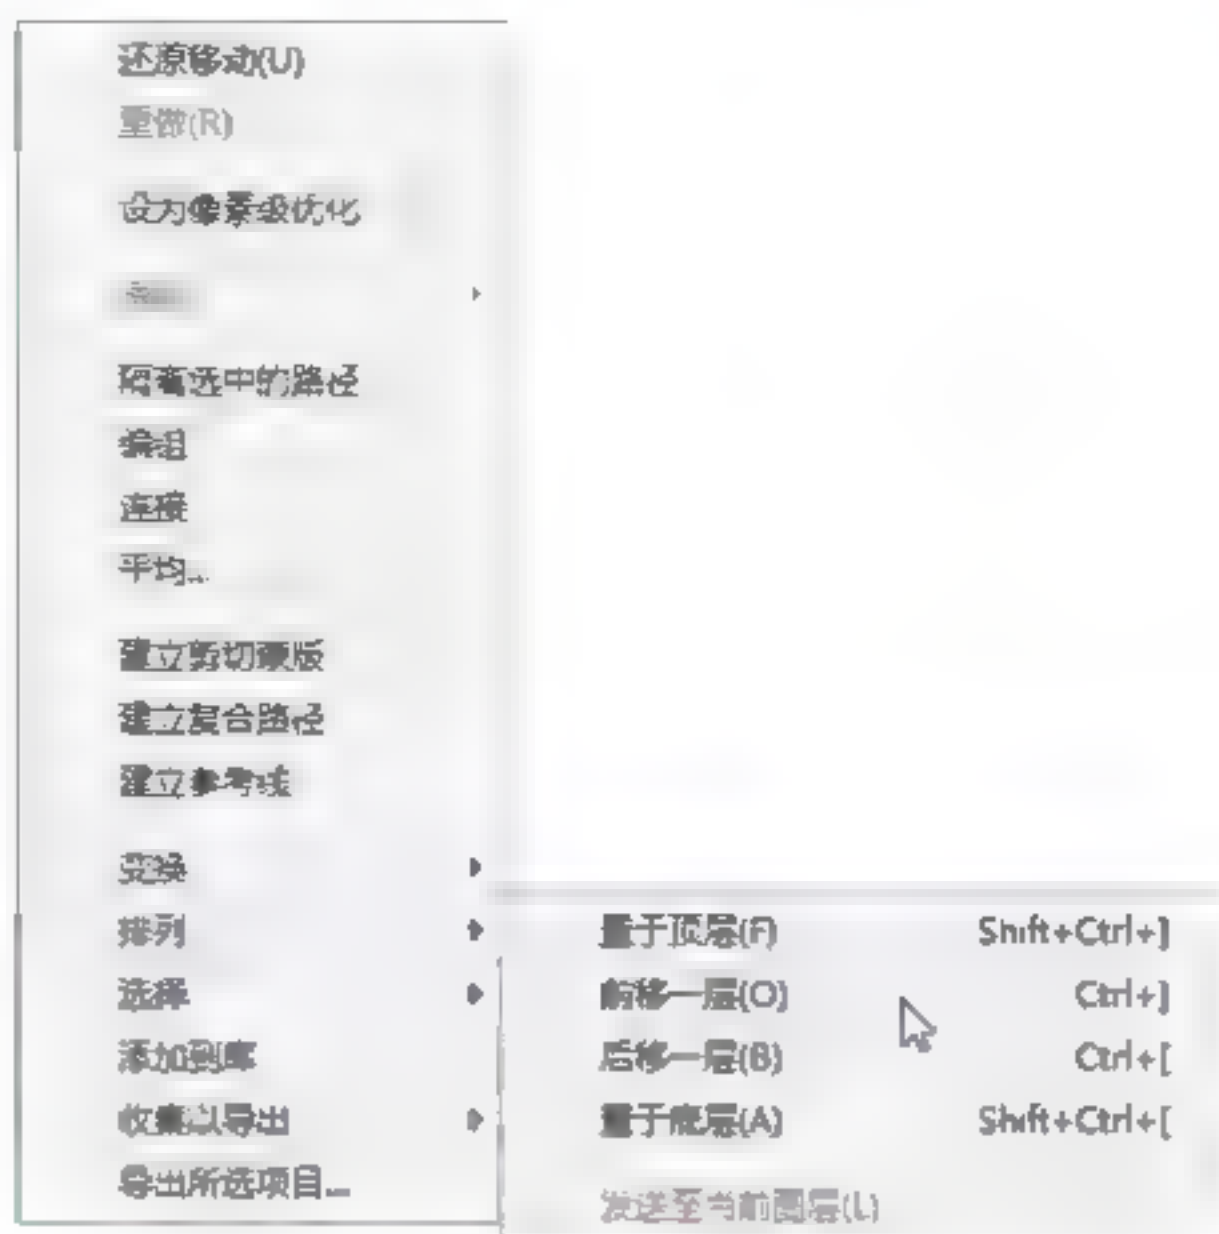 还原移动(U)
重做(R)
设为像素级优化
隔离选中的路径
编组
连接
平均...
建立剪切蒙版
建立复合路径
建立参考线
变换
排列
选择
添加到库
收集以导出
导出所选项目...
置于顶层(F) Shift+Ctrl+]
前移一层(O) Ctrl+]
后移一层(B) Ctrl+[
置于底层(A) Shift+Ctrl+[
发送至当前图层(L)